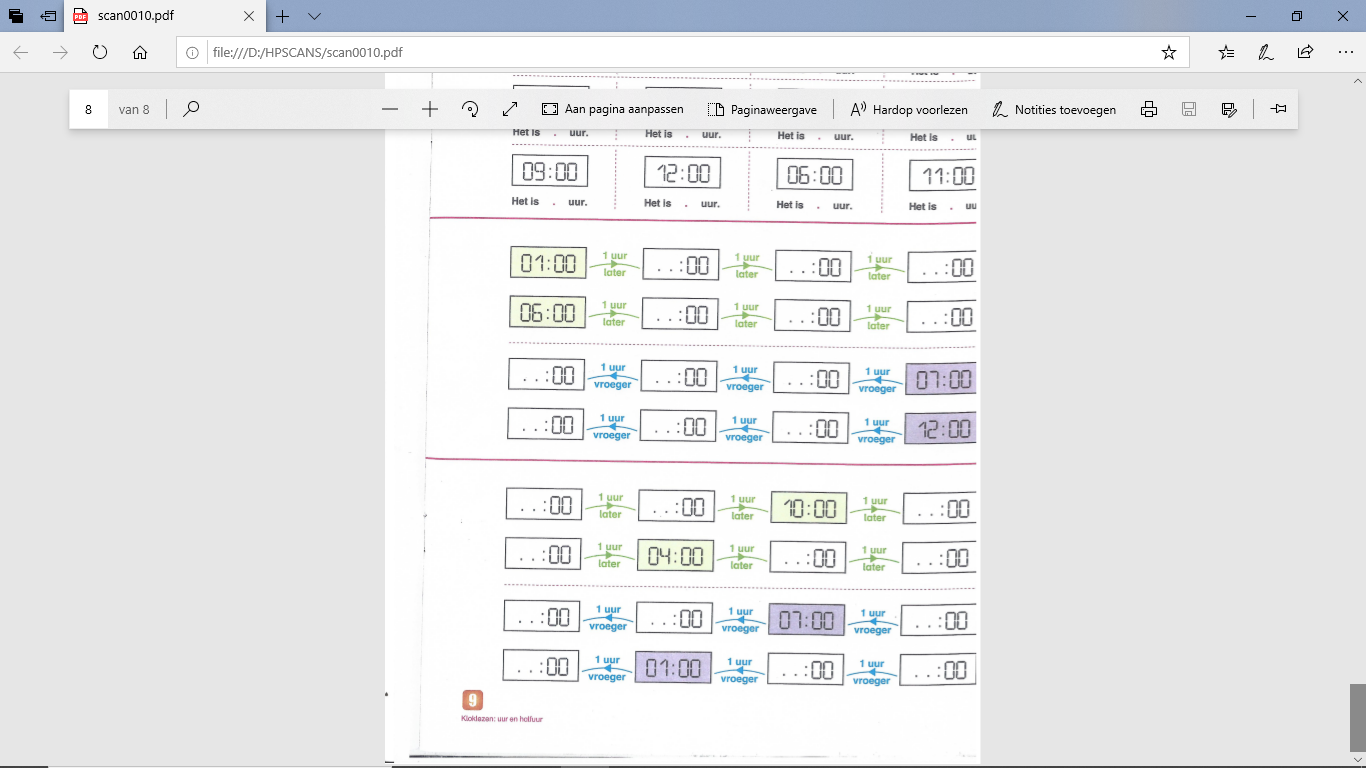 scan0010.pdf
file:///D:/HPSCANS/scan0010.pdf
8 van 8 Aan pagina aanpassen Paginaweergave Hardop voorlezen Notities toevoegen
Het is . uur. Het is . uur. Het is . uur. Het is . uu
09:00 12:00 06:00 11:00
Het is . uur. Het is . uur. Het is . uur. Het is . uu
01:00 1 uur later . .:00 1 uur later . .:00 1 uur later . .:00
06:00 1 uur later . .:00 1 uur later . .:00 1 uur later . .:00
. .:00 1 uur vroeger . .:00 1 uur vroeger . .:00 1 uur vroeger 07:00
. .:00 1 uur vroeger . .:00 1 uur vroeger . .:00 1 uur vroeger 12:00
. .:00 1 uur later . .:00 1 uur later 10:00 1 uur later . .:00
. .:00 1 uur later 04:00 1 uur later . .:00 1 uur later . .:00
. .:00 1 uur vroeger . .:00 1 uur vroeger 07:00 1 uur vroeger . .:00
. .:00 1 uur vroeger 01:00 1 uur vroeger . .:00 1 uur vroeger . .:00
9
Kloklezen: uur en halfuur